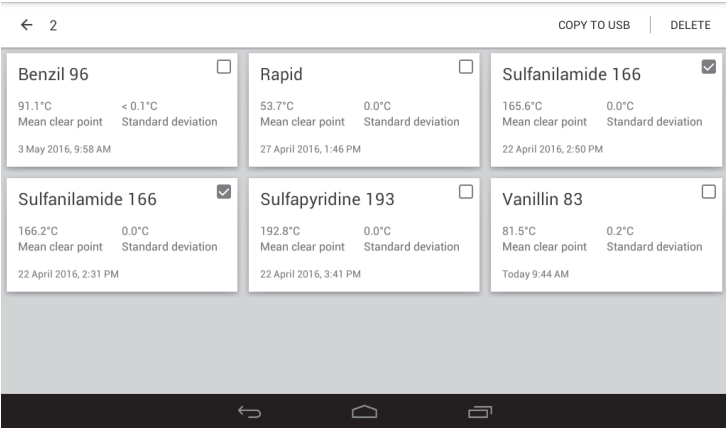 2 COPY TO USB DELETE
Benzil 96
91.1°C < 0.1°C
Mean clear point Standard deviation
3 May 2016, 9:58 AM
Rapid
53.7°C 0.0°C
Mean clear point Standard deviation
27 April 2016, 1:46 PM
Sulfanilamide 166
165.6°C 0.0°C
Mean clear point Standard deviation
22 April 2016, 2:50 PM
Sulfanilamide 166
166.2°C 0.0°C
Mean clear point Standard deviation
22 April 2016, 2:31 PM
Sulfapyridine 193
192.8°C 0.0°C
Mean clear point Standard deviation
22 April 2016, 3:41 PM
Vanillin 83
81.5°C 0.2°C
Mean clear point Standard deviation
Today 9:44 AM